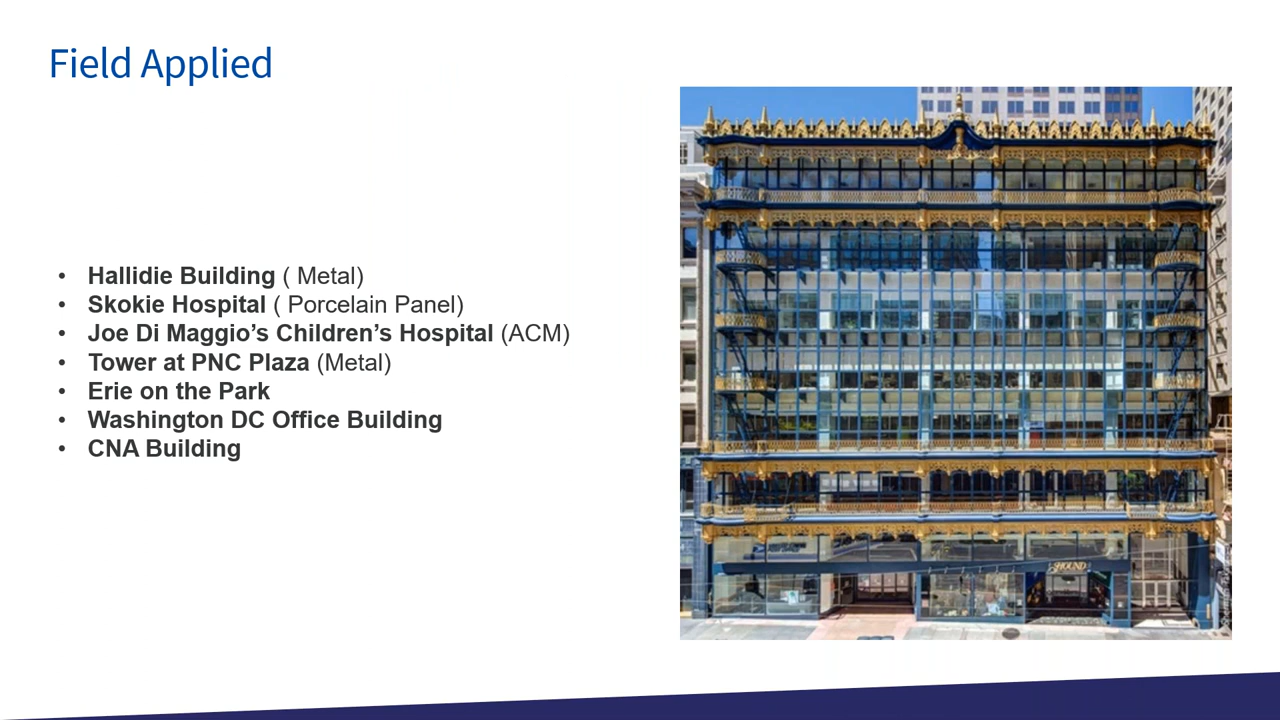 Field Applied
• Hallidie Building ( Metal)
• Skokie Hospital ( Porcelain Panel)
• Joe Di Maggio’s Children’s Hospital (ACM)
• Tower at PNC Plaza (Metal)
• Erie on the Park
• Washington DC Office Building
• CNA Building
HOUND